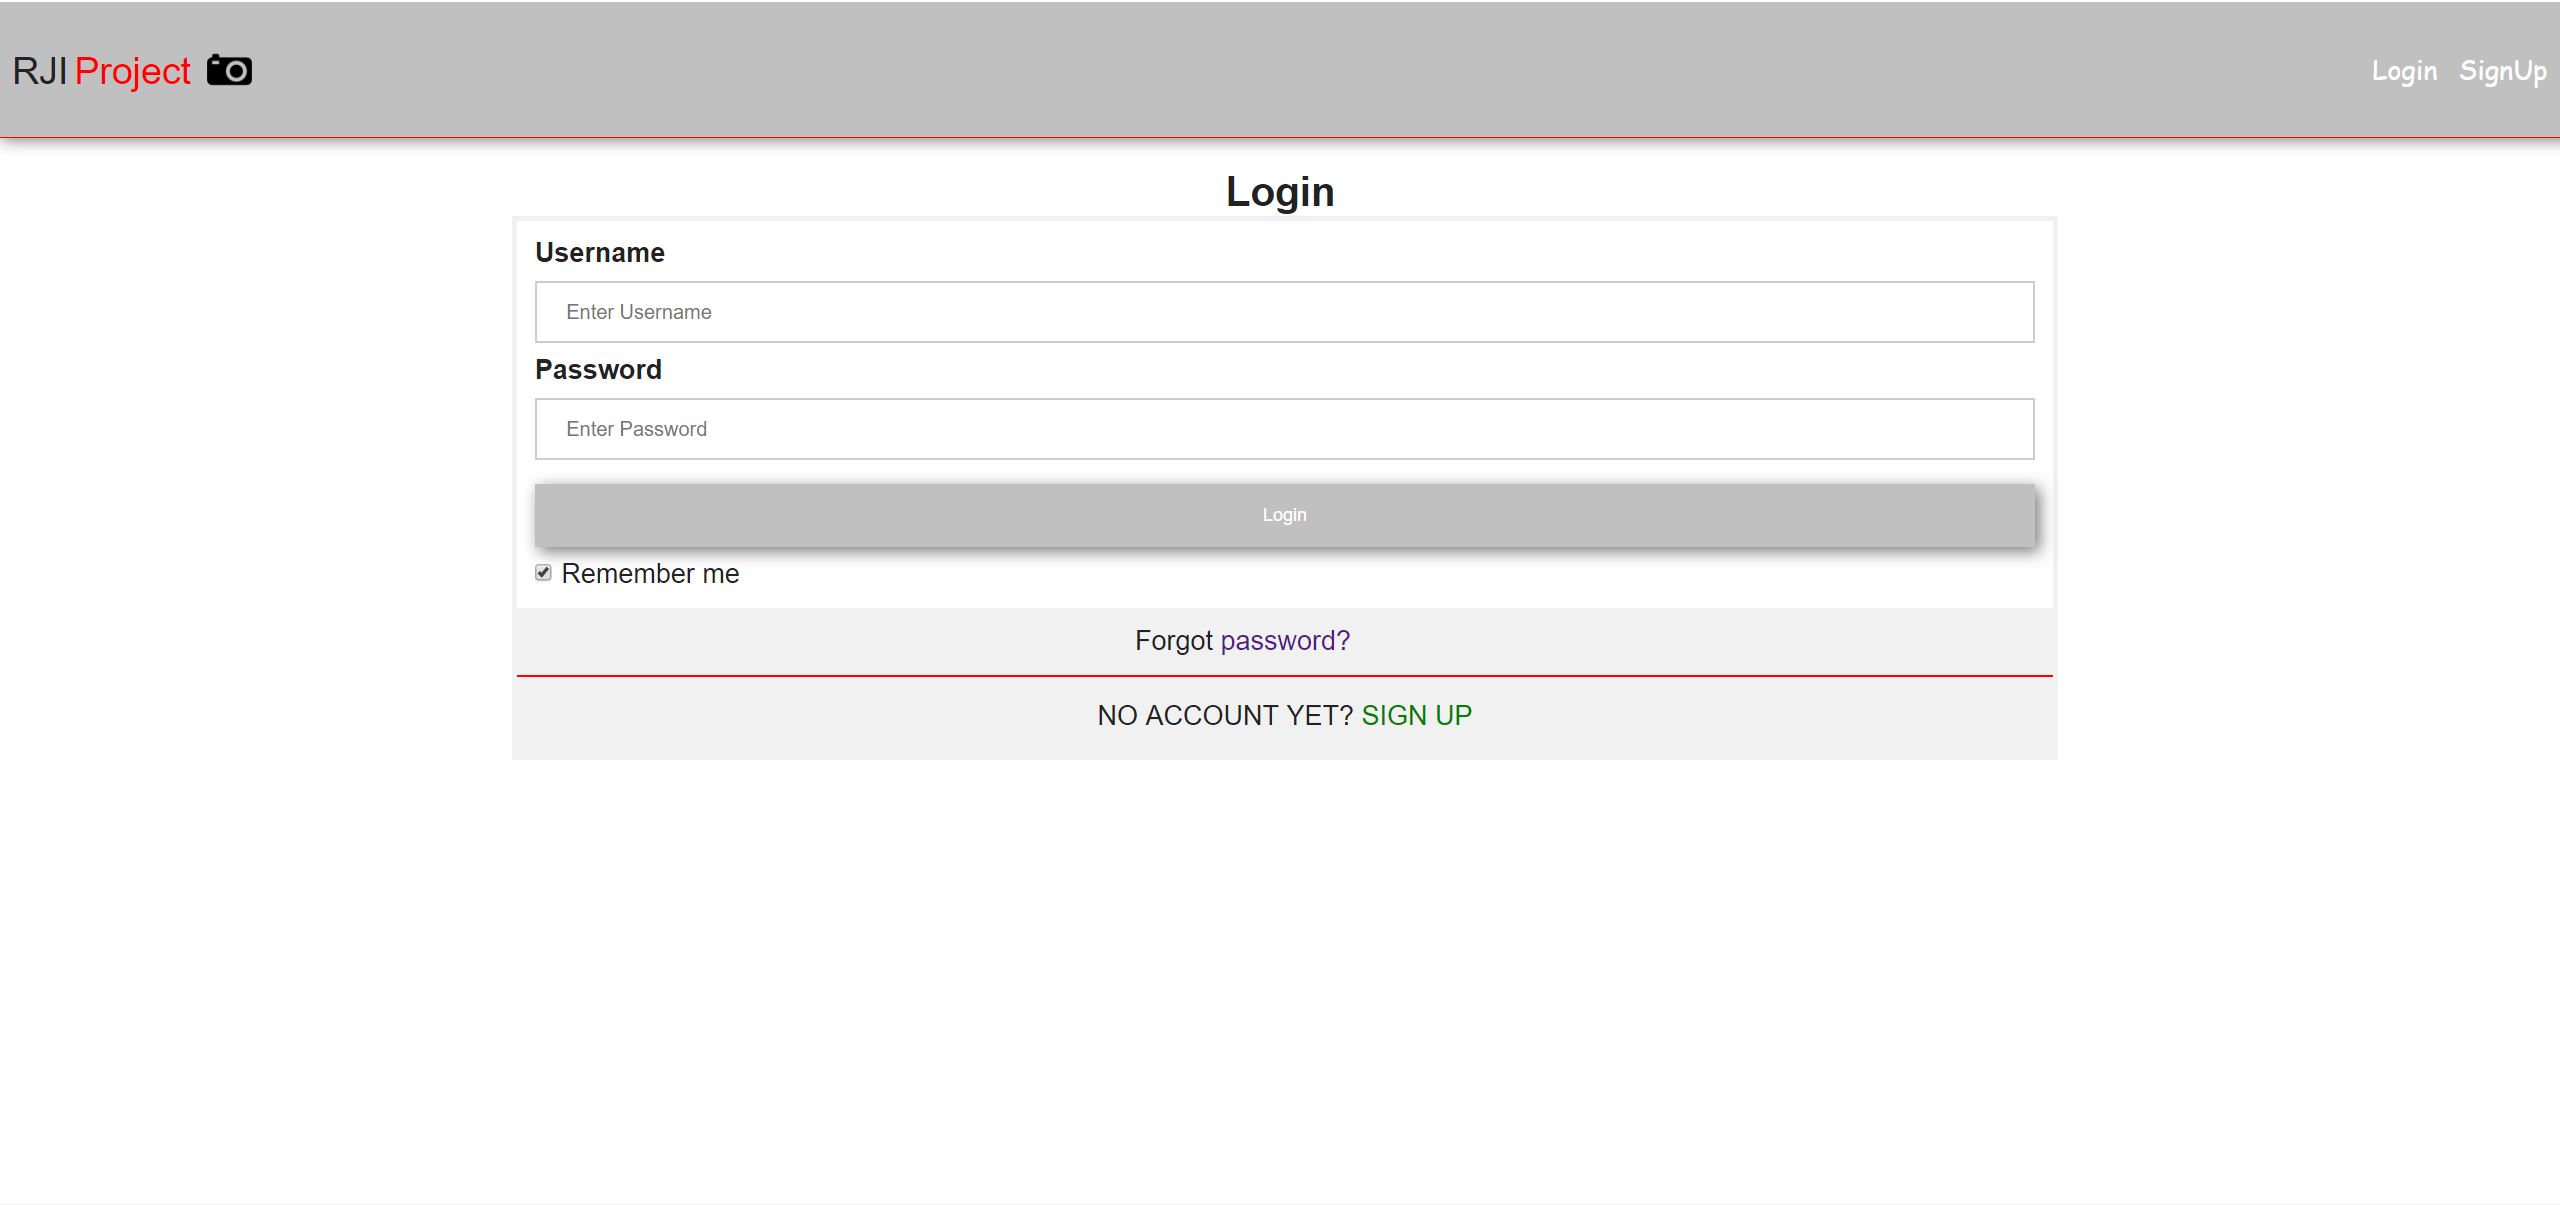 RJI Project
Login SignUp
Login
Username
Enter Username
Password
Enter Password
Login
Remember me
Forgot password?
NO ACCOUNT YET? SIGN UP